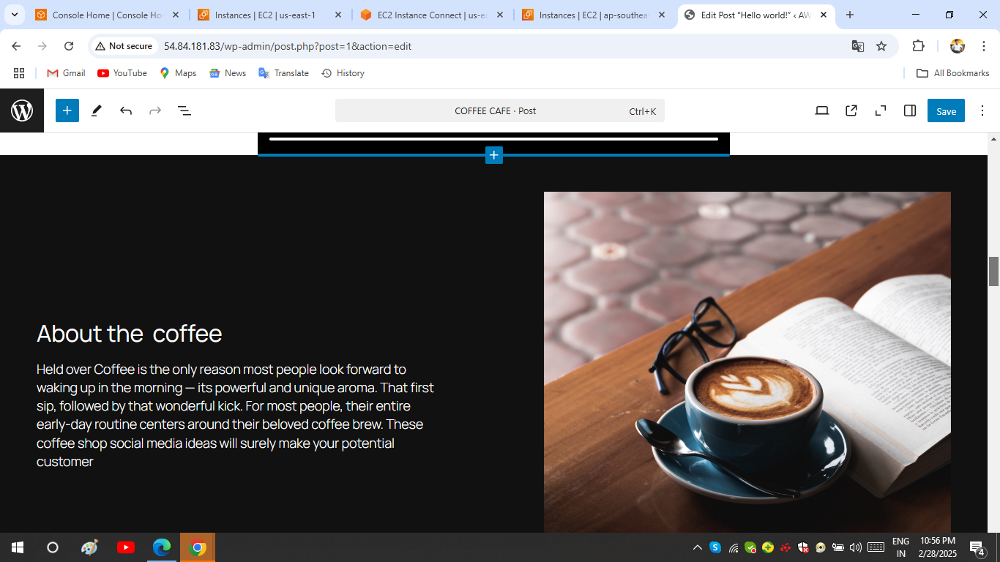 Console Home | Console Ho
Instances | EC2 | us-east-1
EC2 Instance Connect | us-ea
Instances | EC2 | ap-southeas
Edit Post “Hello world!” ‹ AW
Not secure
54.84.181.83/wp-admin/post.php?post=1&action=edit
Gmail
YouTube
Maps
News
Translate
History
All Bookmarks
COFFEE CAFE · Post
Ctrl+K
Save
About the coffee
Held over Coffee is the only reason most people look forward to
waking up in the morning — its powerful and unique aroma. That first
sip, followed by that wonderful kick. For most people, their entire
early-day routine centers around their beloved coffee brew. These
coffee shop social media ideas will surely make your potential
customer
ENG
IN
10:56 PM
2/28/2025
4